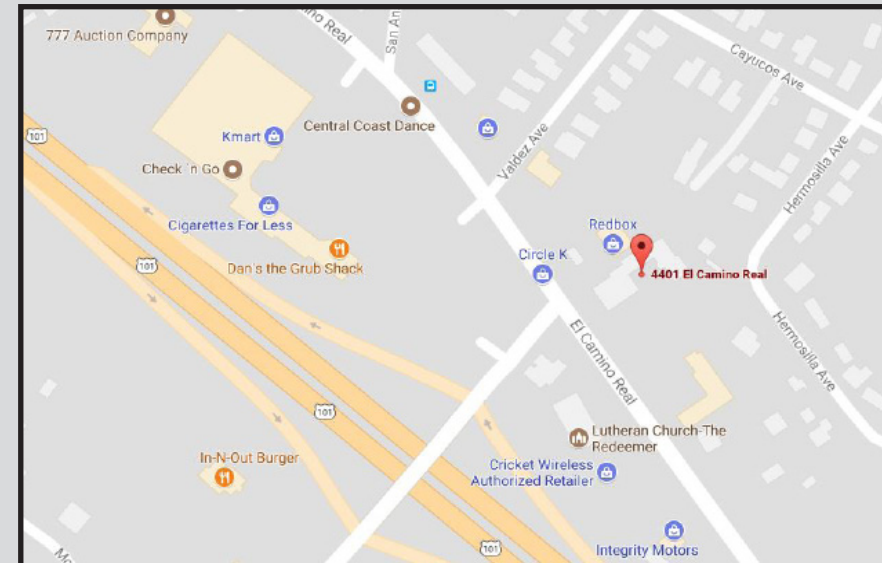 777 Auction Company
mino Real
San An
Cayucos Ave
101
Kmart
Central Coast Dance
Valdez Ave
Hermosilla Ave
Check 'n Go
Cigarettes For Less
Redbox
Dan's the Grub Shack
101
Circle K
4401 El Camino Real
El Camino Real
Hermosilla Ave
101
Lutheran Church-The
Redeemer
In-N-Out Burger
Cricket Wireless
Authorized Retailer
101
Integrity Motors